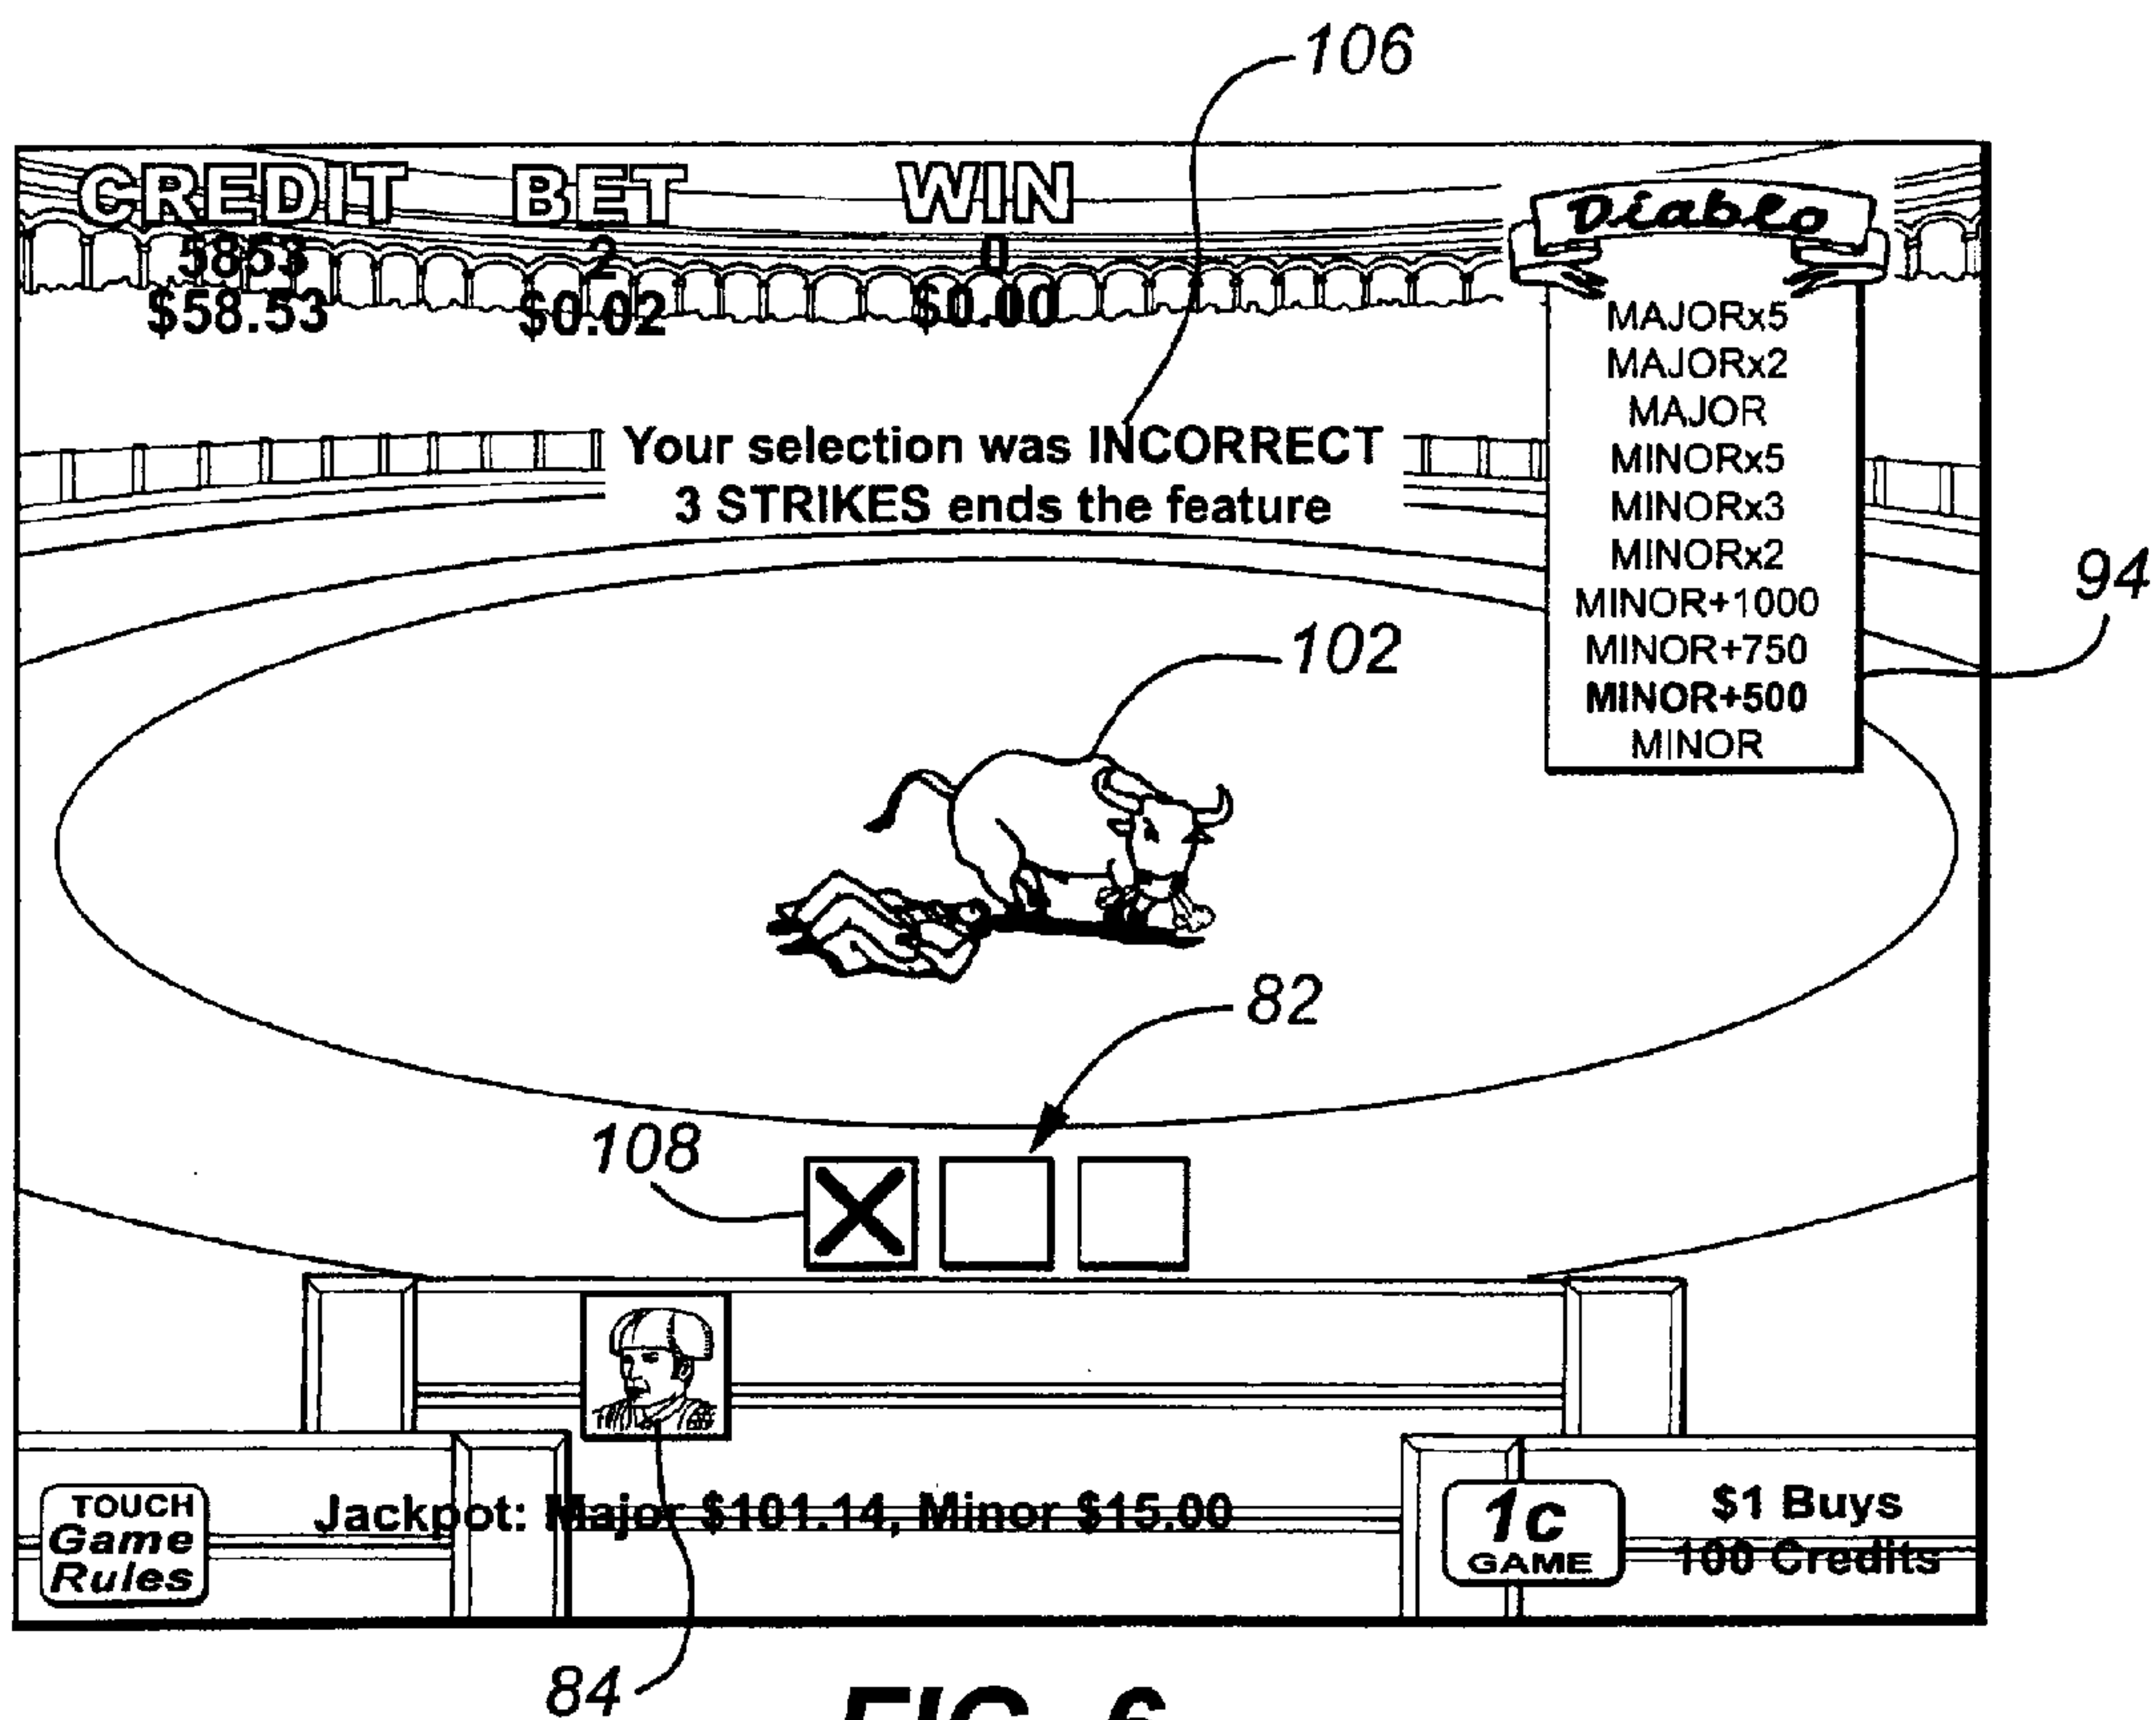 106
CREDIT BET WIN
5853 2 0
$58.53 $0.02 $0.00
Diablo
MAJORx5
MAJORx2
MAJOR
MINORx5
MINORx3
MINORx2
MINOR+1000
MINOR+750
MINOR+500
MINOR
94
Your selection was INCORRECT
3 STRIKES ends the feature
102
82
108
TOUCH
Game
Rules
Jackpot: Major $101.14, Minor $15.00
1c
GAME
$1 Buys
100 Credits
84
FIG. 6